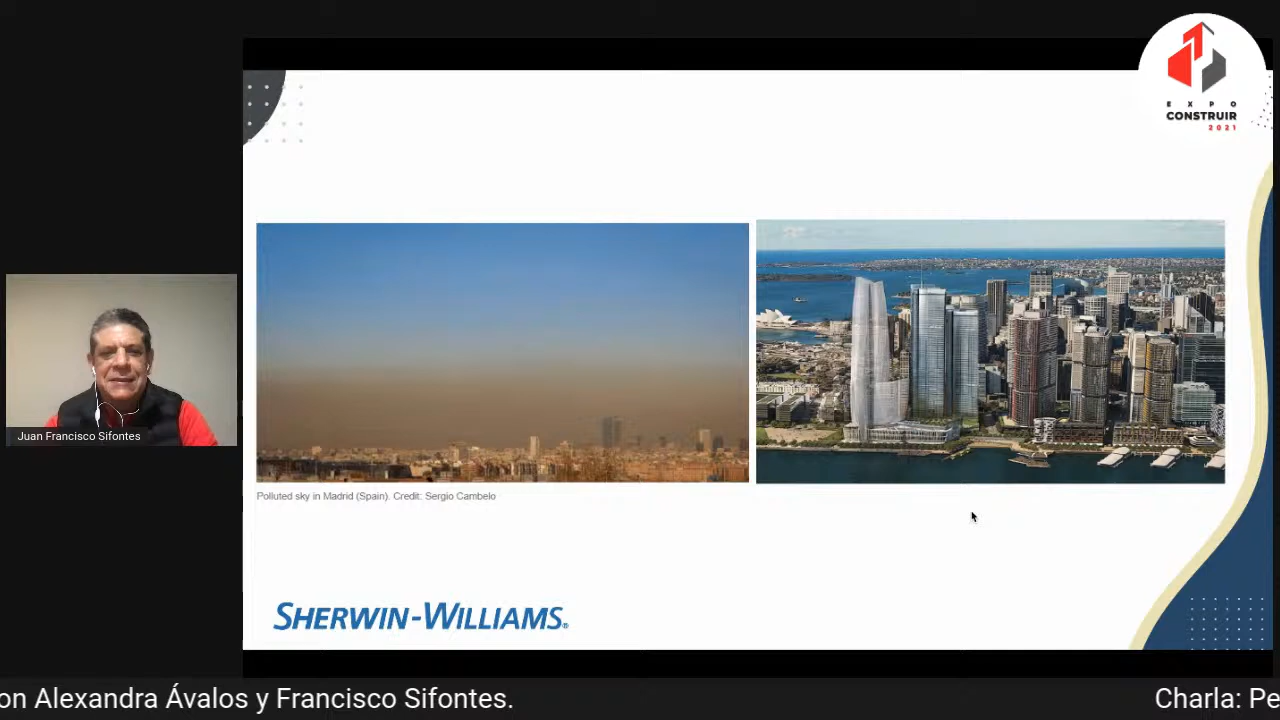 EXPO
CONSTRUIR
2021
Juan Francisco Sifontes
Polluted sky in Madrid (Spain). Credit: Sergio Cambelo
SHERWIN-WILLIAMS®
on Alexandra Ávalos y Francisco Sifontes.
Charla: Pe